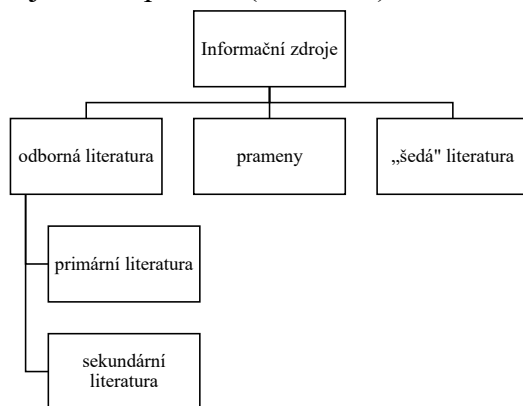 Informační zdroje
odborná literatura
prameny
„šedá" literatura
primární literatura
sekundární
literatura